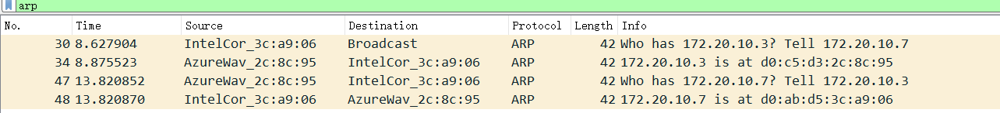 arp
No. Time Source Destination Protocol Length Info
30 8.627904 IntelCor_3c:a9:06 Broadcast ARP 42 Who has 172.20.10.3? Tell 172.20.10.7
34 8.875523 AzureWav_2c:8c:95 IntelCor_3c:a9:06 ARP 42 172.20.10.3 is at d0:c5:d3:2c:8c:95
47 13.820852 AzureWav_2c:8c:95 IntelCor_3c:a9:06 ARP 42 Who has 172.20.10.7? Tell 172.20.10.3
48 13.820870 IntelCor_3c:a9:06 AzureWav_2c:8c:95 ARP 42 172.20.10.7 is at d0:ab:d5:3c:a9:06